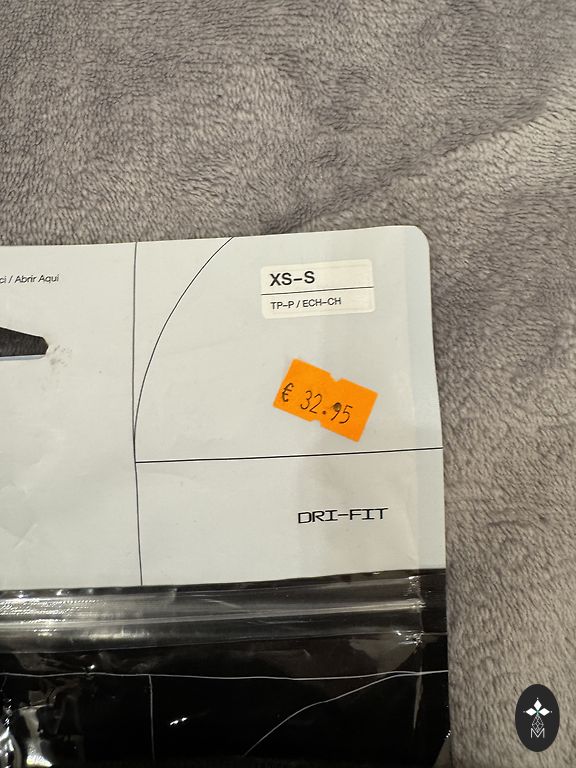 ci / Abrir Aquí
XS-S
TP-P / ECH-CH
€ 32.95
DRI-FIT
M